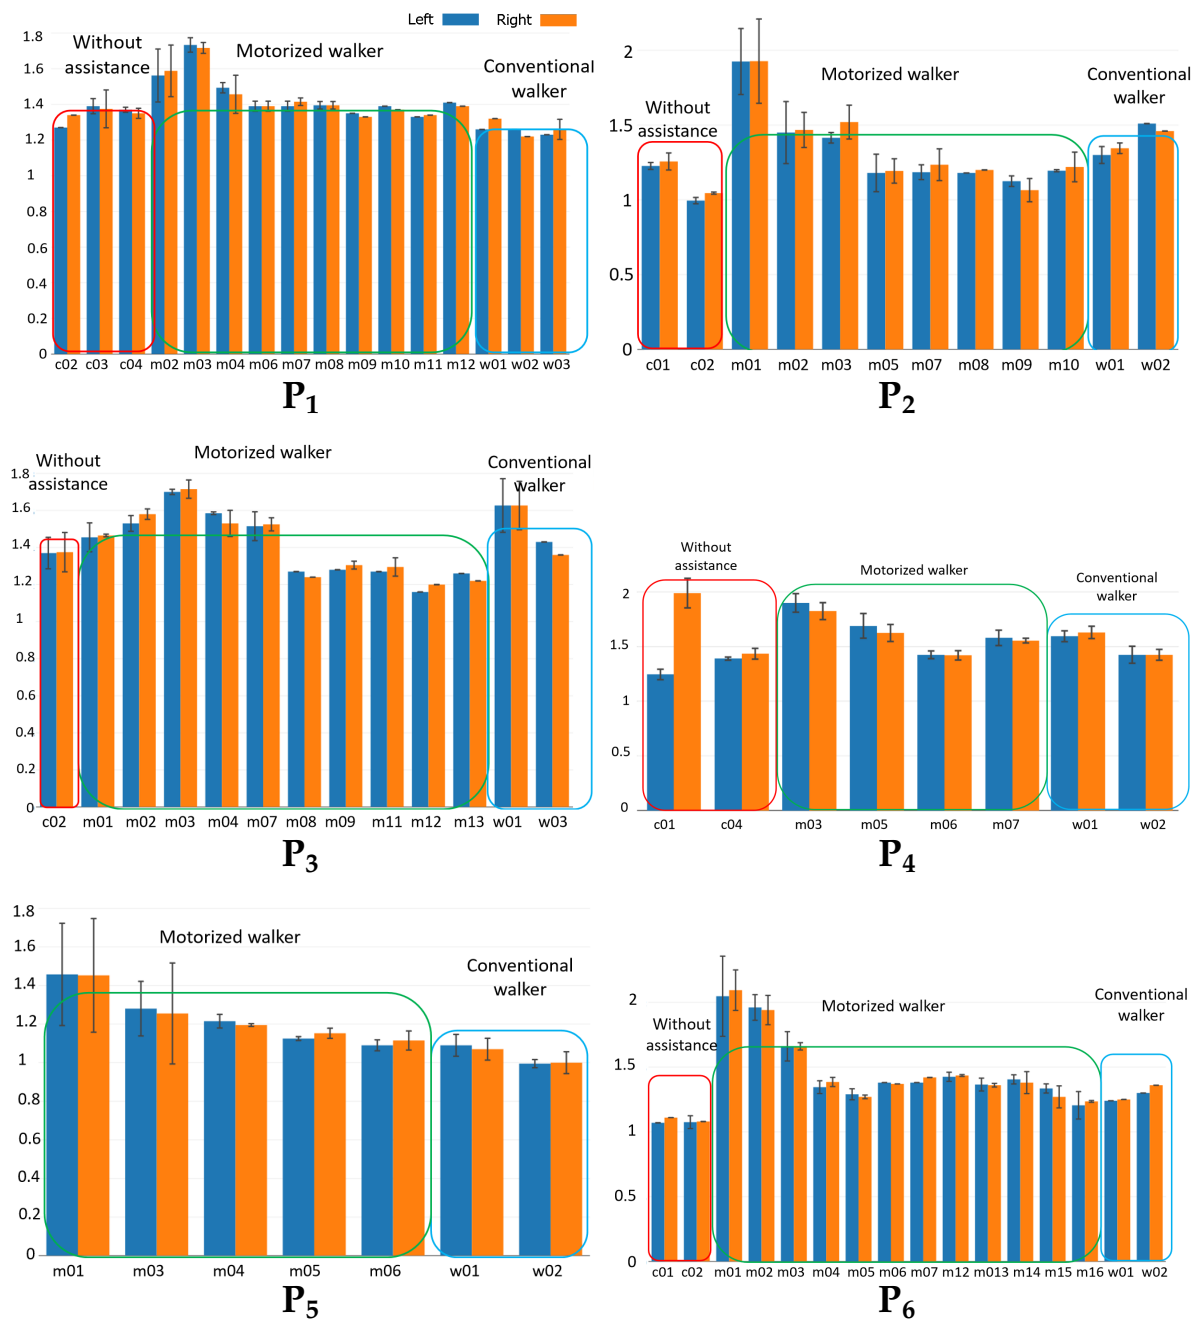 Left Right
1.8
Without
assistance
Motorized walker
Conventional
walker
1.6
1.4
1.2
1
0.8
0.6
0.4
0.2
0
c02 c03 c04 m02 m03 m04 m06 m07 m08 m09 m10 m11 m12 w01 w02 w03
P1
2
Without
assistance
Motorized walker
Conventional
walker
1.5
1
0.5
0
c01 c02 m01 m02 m03 m05 m07 m08 m09 m10 w01 w02
P2
Without
assistance
Motorized walker
Conventional
walker
1.8
1.6
1.4
1.2
1
0.8
0.6
0.4
0.2
0
c02 m01 m02 m03 m04 m07 m08 m09 m11 m12 m13 w01 w03
P3
Without
assistance
Motorized walker
Conventional
walker
2
1.5
1
0.5
0
c01 c04 m03 m05 m06 m07 w01 w02
P4
1.8
Motorized walker
Conventional
walker
1.6
1.4
1.2
1
0.8
0.6
0.4
0.2
0
m01 m03 m04 m05 m06 w01 w02
P5
Without
assistance
Motorized walker
Conventional
walker
2
1.5
1
0.5
0
c01 c02 m01 m02 m03 m04 m05 m06 m07 m12 m013 m14 m15 m16 w01 w02
P6